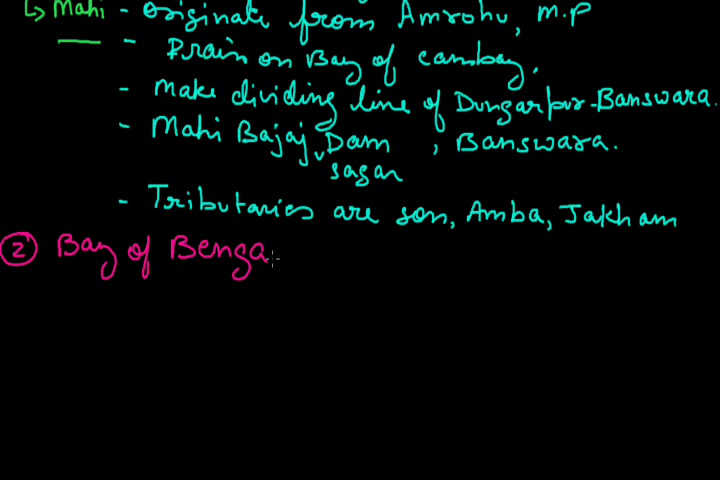 ↳ Mahi - originate from Amrohu, M.P
- Drain on Bay of cambay.
- Make dividing line of Dungarpur-Banswara.
- Mahi Bajaj Dam, Banswara.
sagar
- Tributaries are son, Amba, Jakham
② Bay of Benga